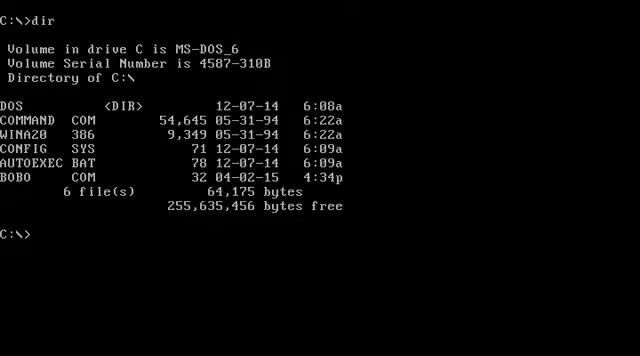 C:\>dir
Volume in drive C is MS-DOS_6
Volume Serial Number is 4587-310B
Directory of C:\
DOS <DIR> 12-07-14 6:08a
COMMAND COM 54,645 05-31-94 6:22a
WINA20 386 9,349 05-31-94 6:22a
CONFIG SYS 71 12-07-14 6:09a
AUTOEXEC BAT 78 12-07-14 6:09a
BOBO COM 32 04-02-15 4:34p
6 file(s) 64,175 bytes
255,635,456 bytes free
C:\>